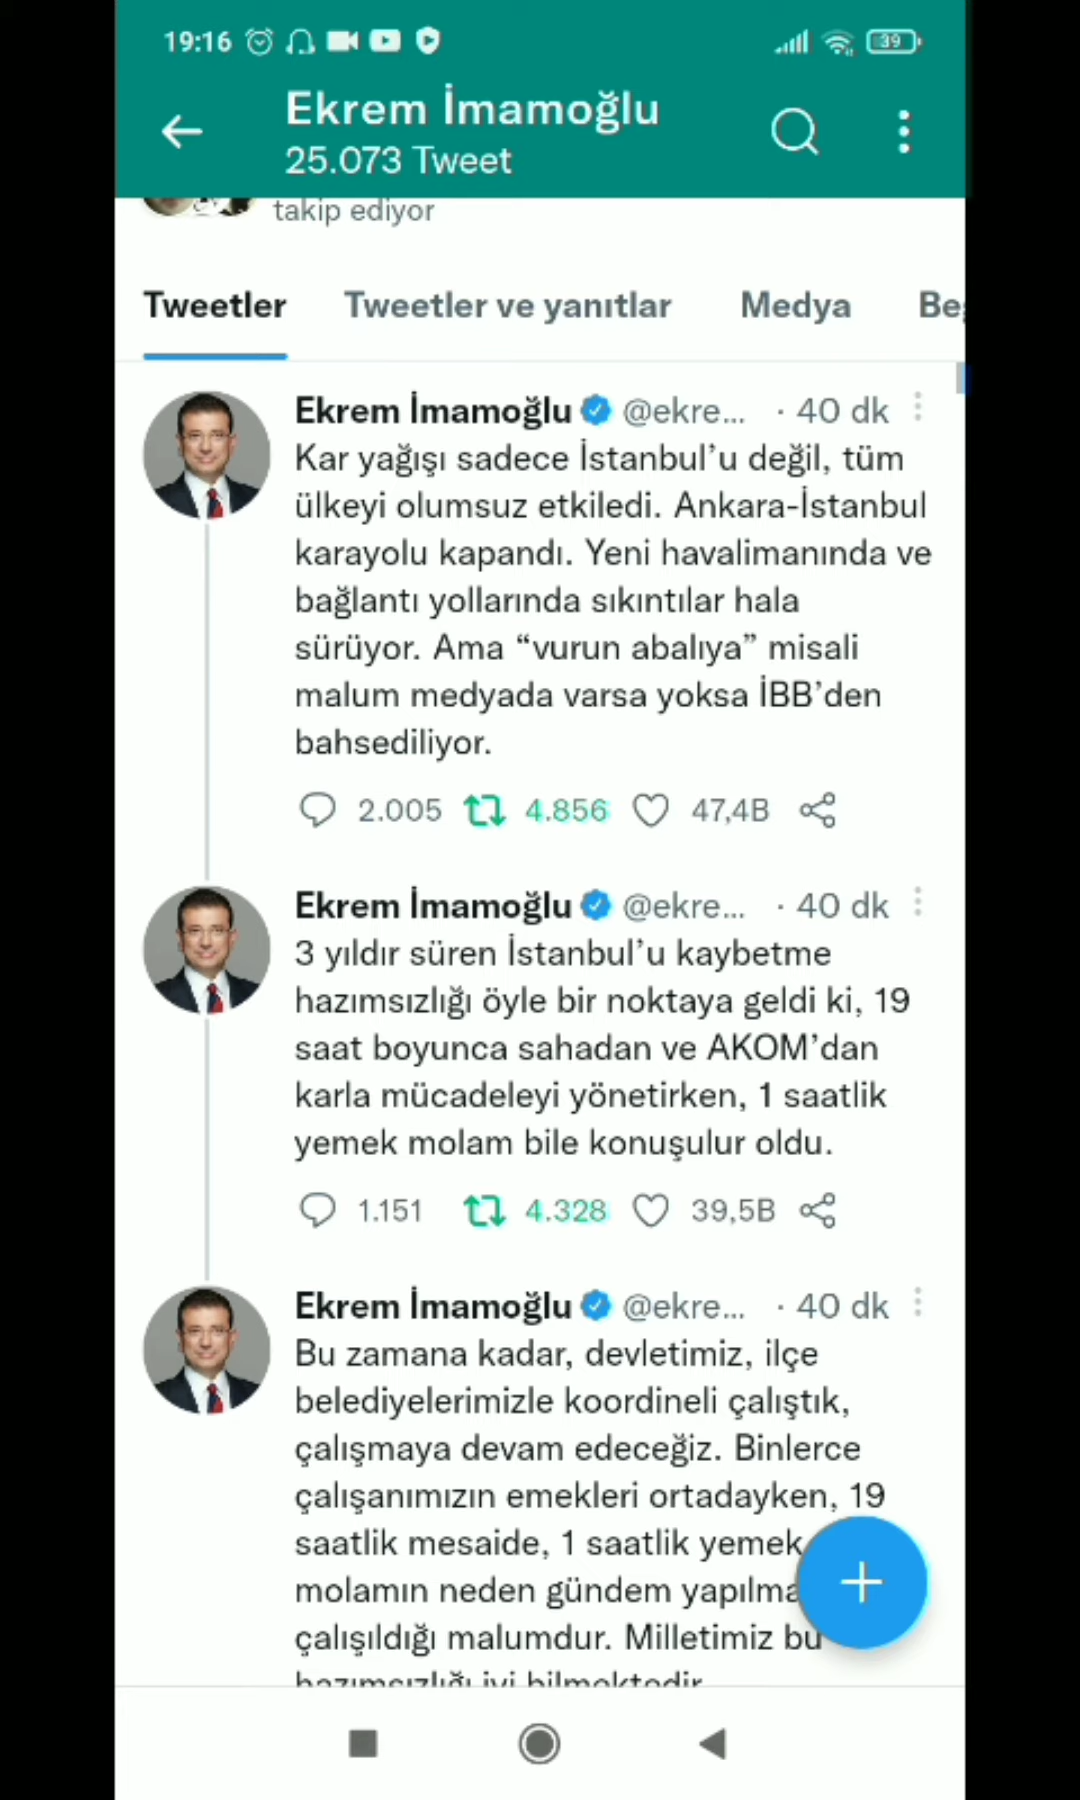 19:16
39
Ekrem İmamoğlu
25.073 Tweet
takip ediyor
Tweetler Tweetler ve yanıtlar Medya Beğ
Ekrem İmamoğlu @ekre... · 40 dk
Kar yağışı sadece İstanbul’u değil, tüm
ülkeyi olumsuz etkiledi. Ankara-İstanbul
karayolu kapandı. Yeni havalimanında ve
bağlantı yollarında sıkıntılar hala
sürüyor. Ama “vurun abalıya” misali
malum medyada varsa yoksa İBB’den
bahsediliyor.
2.005 4.856 47,4B
Ekrem İmamoğlu @ekre... · 40 dk
3 yıldır süren İstanbul’u kaybetme
hazımsızlığı öyle bir noktaya geldi ki, 19
saat boyunca sahadan ve AKOM’dan
karla mücadeleyi yönetirken, 1 saatlik
yemek molam bile konuşulur oldu.
1.151 4.328 39,5B
Ekrem İmamoğlu @ekre... · 40 dk
Bu zamana kadar, devletimiz, ilçe
belediyelerimizle koordineli çalıştık,
çalışmaya devam edeceğiz. Binlerce
çalışanımızın emekleri ortadayken, 19
saatlik mesaide, 1 saatlik yemek
molamın neden gündem yapılma
çalışıldığı malumdur. Milletimiz bu
hazımsızlığı iyi bilmektedir.